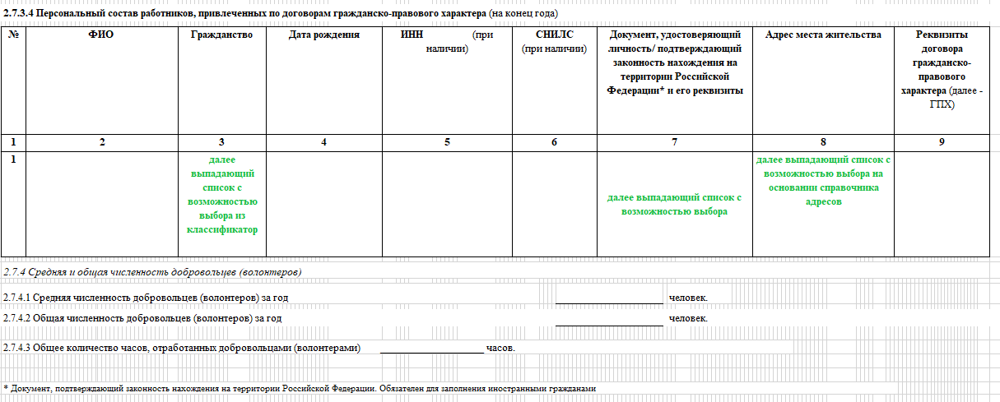 2.7.3.4 Персональный состав работников, привлеченных по договорам гражданско-правового характера (на конец года)
№
ФИО
Гражданство
Дата рождения
ИНН (при
наличии)
СНИЛС
(при наличии)
Документ, удостоверяющий
личность/ подтверждающий
законность нахождения на
территории Российской
Федерации* и его реквизиты
Адрес места жительства
Реквизиты
договора
гражданско-
правового
характера (далее -
ГПХ)
1 2 3 4 5 6 7 8 9
1
далее
выпадающий
список с
возможностью
выбора из
классификатор
далее выпадающий список с
возможностью выбора
далее выпадающий список с
возможностью выбора на
основании справочника
адресов
2.7.4 Средняя и общая численность добровольцев (волонтеров)
2.7.4.1 Средняя численность добровольцев (волонтеров) за год человек.
2.7.4.2 Общая численность добровольцев (волонтеров) за год человек.
2.7.4.3 Общее количество часов, отработанных добровольцами (волонтерами) часов.
* Документ, подтверждающий законность нахождения на территории Российской Федерации. Обязателен для заполнения иностранными гражданами